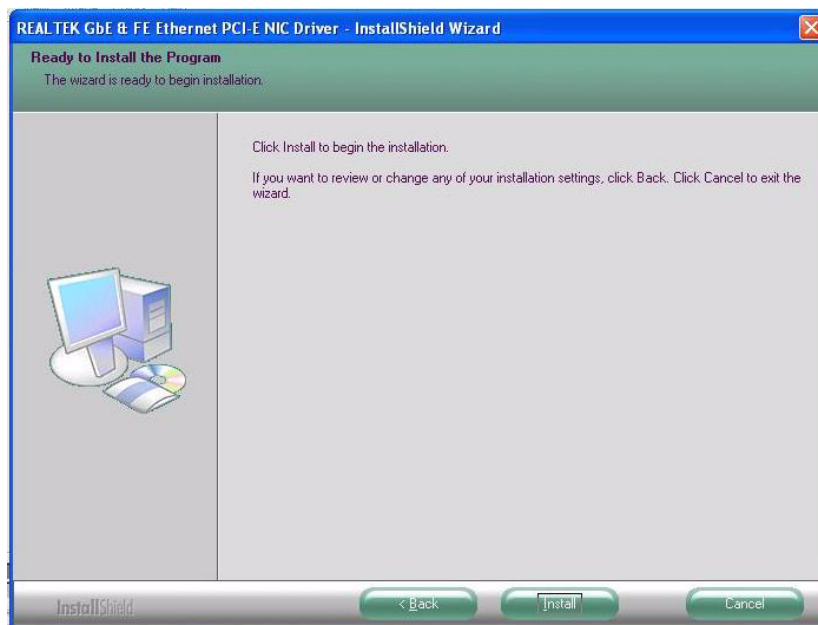 REALTEK GbE & FE Ethernet PCI-E NIC Driver - InstallShield Wizard
Ready to Install the Program
The wizard is ready to begin installation.
Click Install to begin the installation.
If you want to review or change any of your installation settings, click Back. Click Cancel to exit the
wizard.
InstallShield
< Back
Install
Cancel